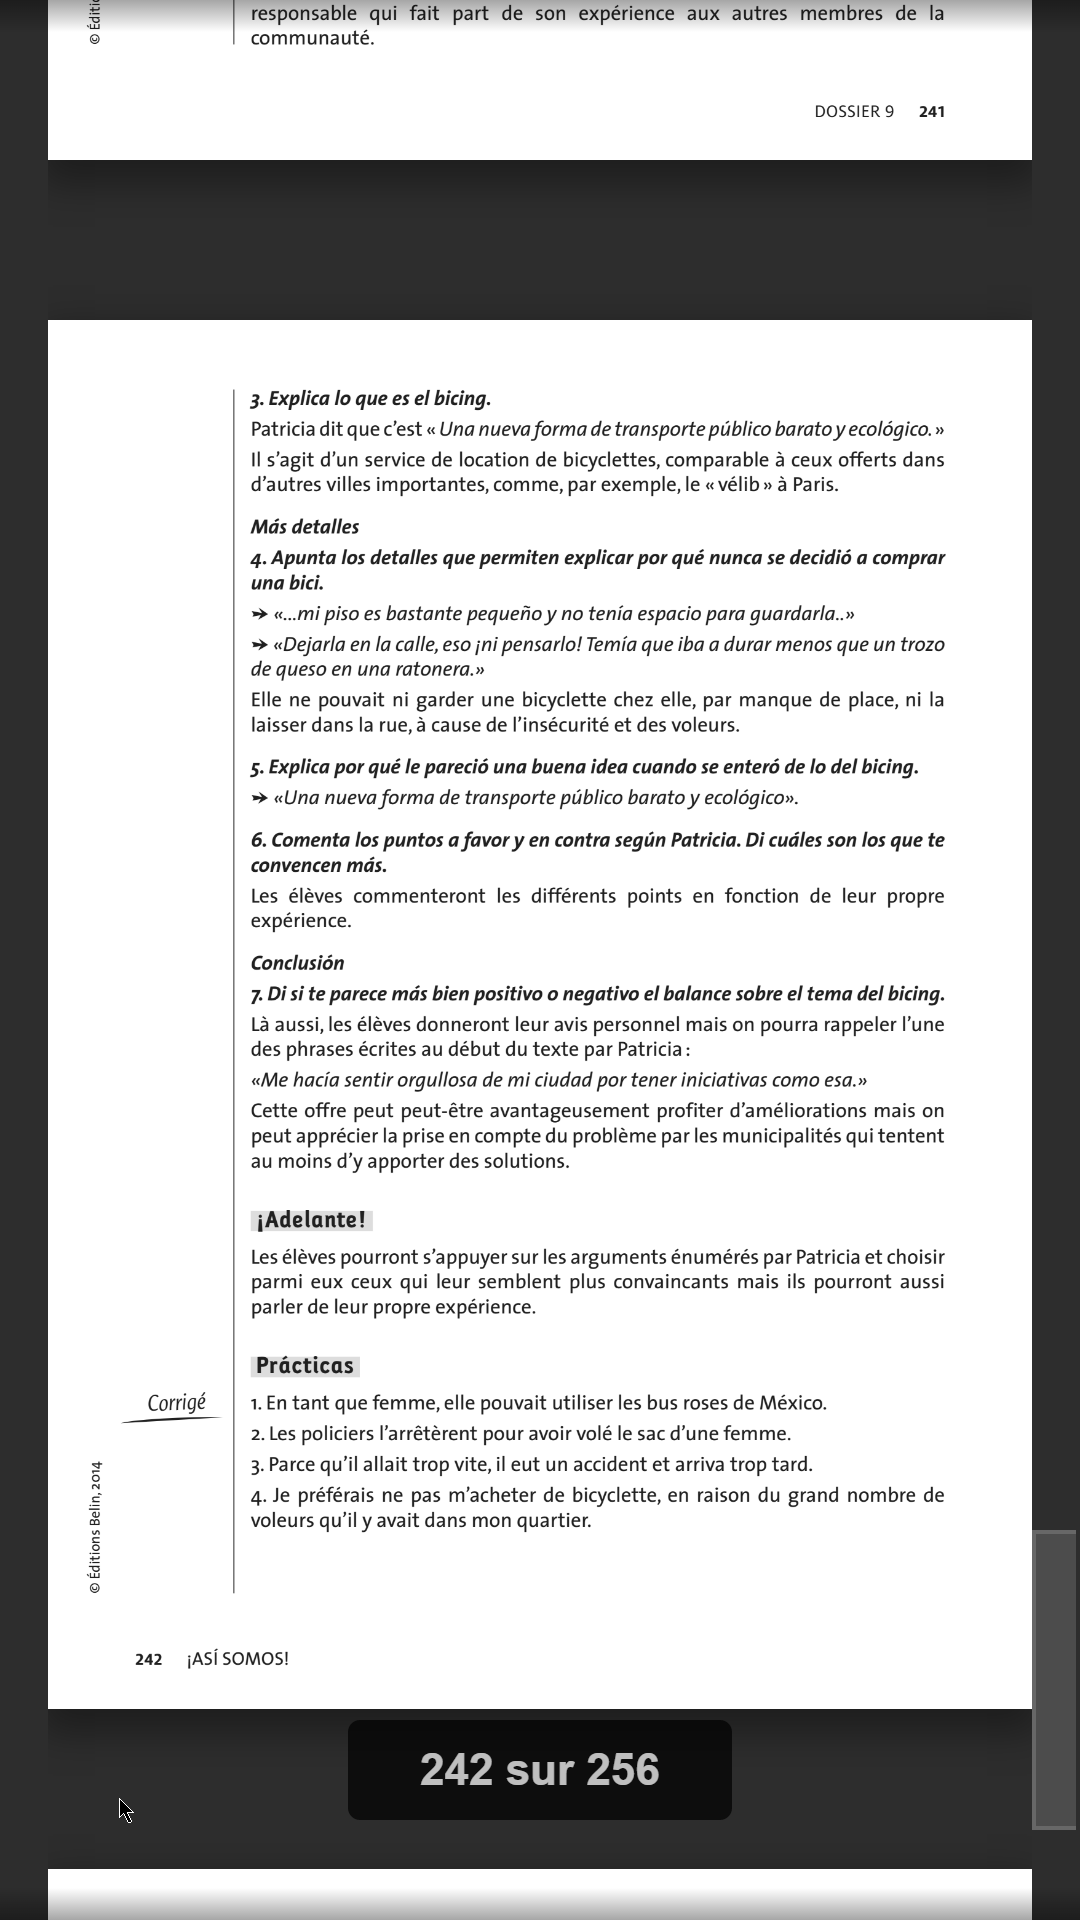 responsable qui fait part de son expérience aux autres membres de la
communauté.
DOSSIER 9 241
3. Explica lo que es el bicing.
Patricia dit que c'est « Una nueva forma de transporte público barato y ecológico. »
Il s'agit d'un service de location de bicyclettes, comparable à ceux offerts dans
d'autres villes importantes, comme, par exemple, le « vélib » à Paris.
Más detalles
4. Apunta los detalles que permiten explicar por qué nunca se decidió a comprar
una bici.
➔ «...mi piso es bastante pequeño y no tenía espacio para guardarla..»
➔ «Dejarla en la calle, eso ¡ni pensarlo! Temía que iba a durar menos que un trozo
de queso en una ratonera.»
Elle ne pouvait ni garder une bicyclette chez elle, par manque de place, ni la
laisser dans la rue, à cause de l'insécurité et des voleurs.
5. Explica por qué le pareció una buena idea cuando se enteró de lo del bicing.
➔ «Una nueva forma de transporte público barato y ecológico».
6. Comenta los puntos a favor y en contra según Patricia. Di cuáles son los que te
convencen más.
Les élèves commenteront les différents points en fonction de leur propre
expérience.
Conclusión
7. Di si te parece más bien positivo o negativo el balance sobre el tema del bicing.
Là aussi, les élèves donneront leur avis personnel mais on pourra rappeler l'une
des phrases écrites au début du texte par Patricia :
«Me hacía sentir orgullosa de mi ciudad por tener iniciativas como esa.»
Cette offre peut peut-être avantageusement profiter d'améliorations mais on
peut apprécier la prise en compte du problème par les municipalités qui tentent
au moins d'y apporter des solutions.
¡Adelante!
Les élèves pourront s'appuyer sur les arguments énumérés par Patricia et choisir
parmi eux ceux qui leur semblent plus convaincants mais ils pourront aussi
parler de leur propre expérience.
Prácticas
Corrigé
1. En tant que femme, elle pouvait utiliser les bus roses de México.
2. Les policiers l'arrêtèrent pour avoir volé le sac d'une femme.
3. Parce qu'il allait trop vite, il eut un accident et arriva trop tard.
4. Je préférais ne pas m'acheter de bicyclette, en raison du grand nombre de
voleurs qu'il y avait dans mon quartier.
© Éditions Belin, 2014
242 ¡ASÍ SOMOS!
242 sur 256